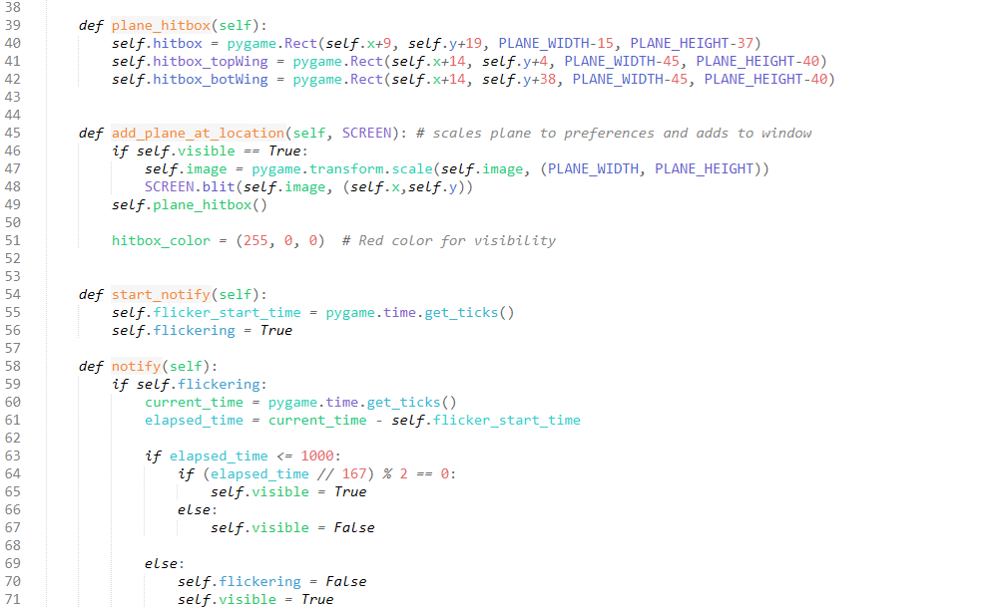 38
39 def plane_hitbox(self):
40 self.hitbox = pygame.Rect(self.x+9, self.y+19, PLANE_WIDTH-15, PLANE_HEIGHT-37)
41 self.hitbox_topWing = pygame.Rect(self.x+14, self.y+4, PLANE_WIDTH-45, PLANE_HEIGHT-40)
42 self.hitbox_botWing = pygame.Rect(self.x+14, self.y+38, PLANE_WIDTH-45, PLANE_HEIGHT-40)
43
44
45 def add_plane_at_location(self, SCREEN): # scales plane to preferences and adds to window
46 if self.visible == True:
47 self.image = pygame.transform.scale(self.image, (PLANE_WIDTH, PLANE_HEIGHT))
48 SCREEN.blit(self.image, (self.x,self.y))
49 self.plane_hitbox()
50
51 hitbox_color = (255, 0, 0)  # Red color for visibility
52
53
54 def start_notify(self):
55 self.flicker_start_time = pygame.time.get_ticks()
56 self.flickering = True
57
58 def notify(self):
59 if self.flickering:
60 current_time = pygame.time.get_ticks()
61 elapsed_time = current_time - self.flicker_start_time
62
63 if elapsed_time <= 1000:
64 if (elapsed_time // 167) % 2 == 0:
65 self.visible = True
66 else:
67 self.visible = False
68
69 else:
70 self.flickering = False
71 self.visible = True